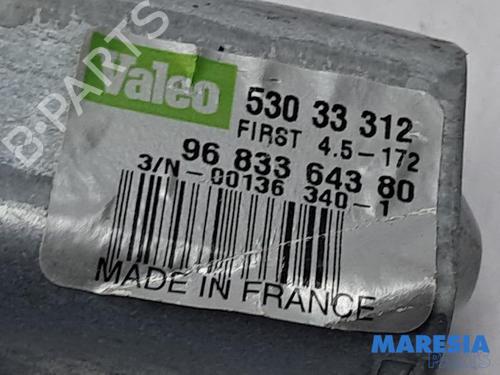 Valeo
530 33 312
FIRST 4.5-172
96 833 643 80
3/N-00136 340-1
MADE IN FRANCE
B-PARTS
MARESIA
PARTS